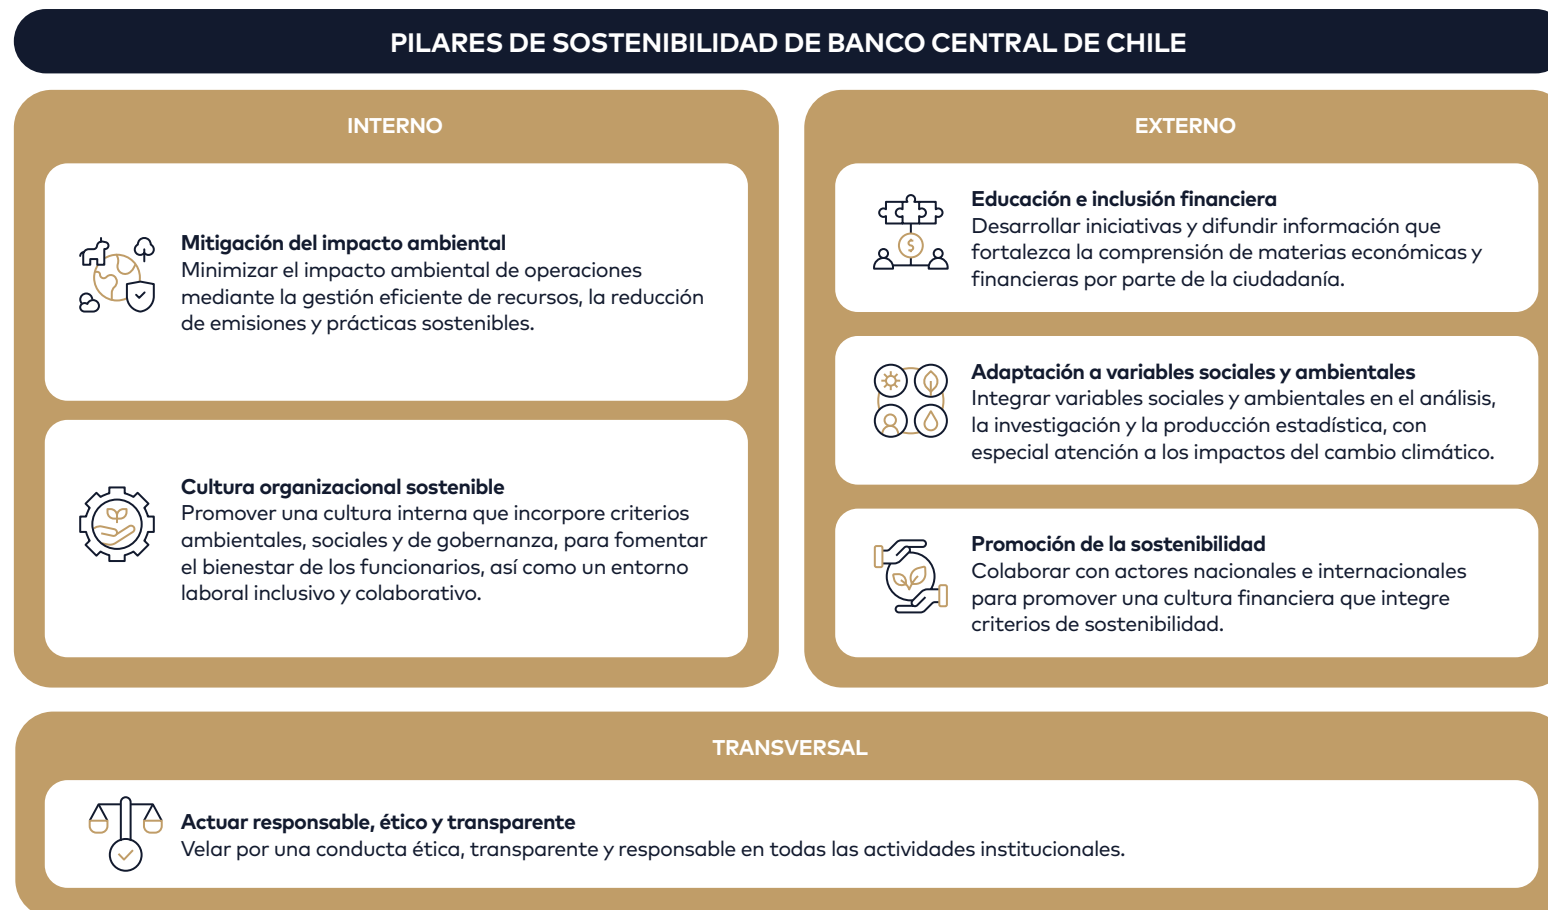 PILARES DE SOSTENIBILIDAD DE BANCO CENTRAL DE CHILE
INTERNO
Mitigación del impacto ambiental
Minimizar el impacto ambiental de operaciones
mediante la gestión eficiente de recursos, la reducción
de emisiones y prácticas sostenibles.
Cultura organizacional sostenible
Promover una cultura interna que incorpore criterios
ambientales, sociales y de gobernanza, para fomentar
el bienestar de los funcionarios, así como un entorno
laboral inclusivo y colaborativo.
EXTERNO
$
Educación e inclusión financiera
Desarrollar iniciativas y difundir información que
fortalezca la comprensión de materias económicas y
financieras por parte de la ciudadanía.
Adaptación a variables sociales y ambientales
Integrar variables sociales y ambientales en el análisis,
la investigación y la producción estadística, con
especial atención a los impactos del cambio climático.
Promoción de la sostenibilidad
Colaborar con actores nacionales e internacionales
para promover una cultura financiera que integre
criterios de sostenibilidad.
TRANSVERSAL
Actuar responsable, ético y transparente
Velar por una conducta ética, transparente y responsable en todas las actividades institucionales.